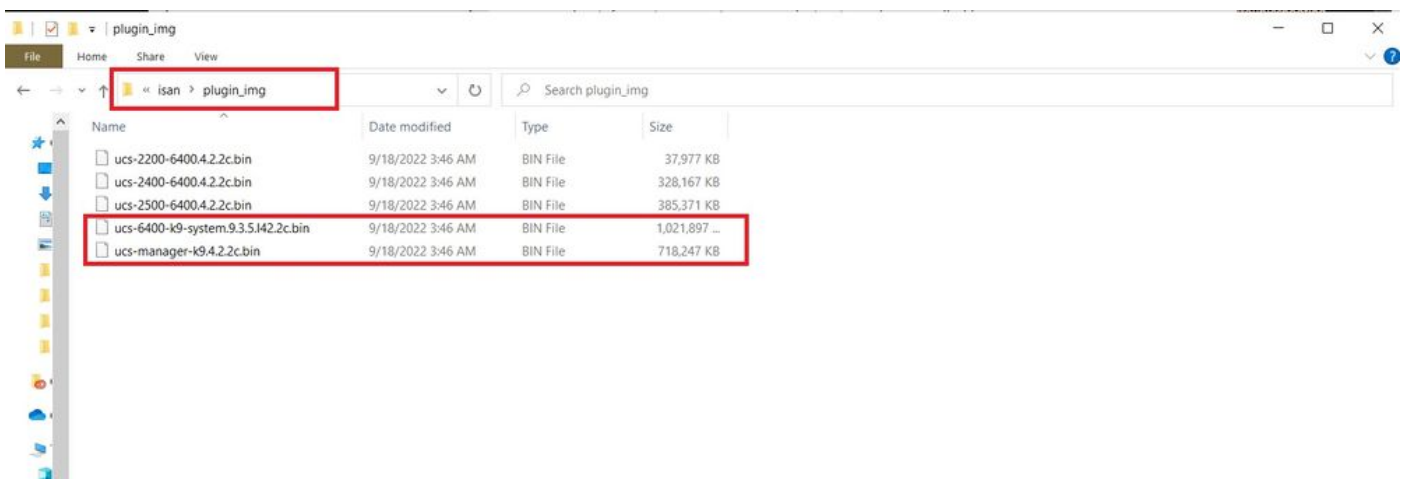 plugin_img
File Home Share View
« isan > plugin_img Search plugin_img
Name Date modified Type Size
ucs-2200-6400.4.2.2c.bin 9/18/2022 3:46 AM BIN File 37,977 KB
ucs-2400-6400.4.2.2c.bin 9/18/2022 3:46 AM BIN File 328,167 KB
ucs-2500-6400.4.2.2c.bin 9/18/2022 3:46 AM BIN File 385,371 KB
ucs-6400-k9-system.9.3.5.I42.2c.bin 9/18/2022 3:46 AM BIN File 1,021,897 ...
ucs-manager-k9.4.2.2c.bin 9/18/2022 3:46 AM BIN File 718,247 KB